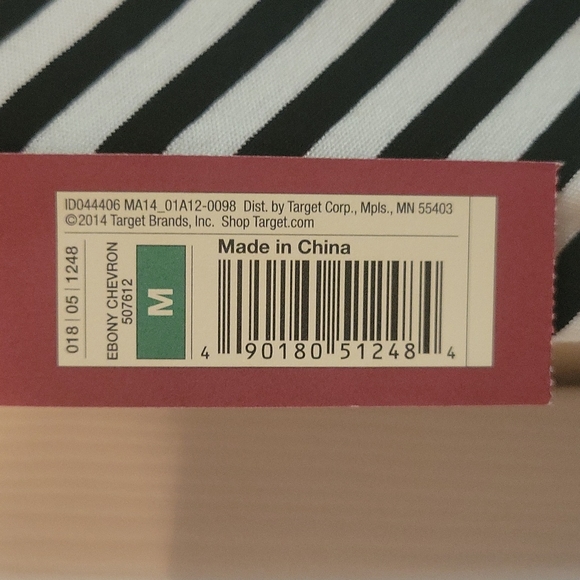 ID044406 MA14_01A12-0098 Dist. by Target Corp., Mpls., MN 55403
©2014 Target Brands, Inc. Shop Target.com
018 | 05 | 1248
EBONY CHEVRON
507612
M
Made in China
4 90180 51248 4